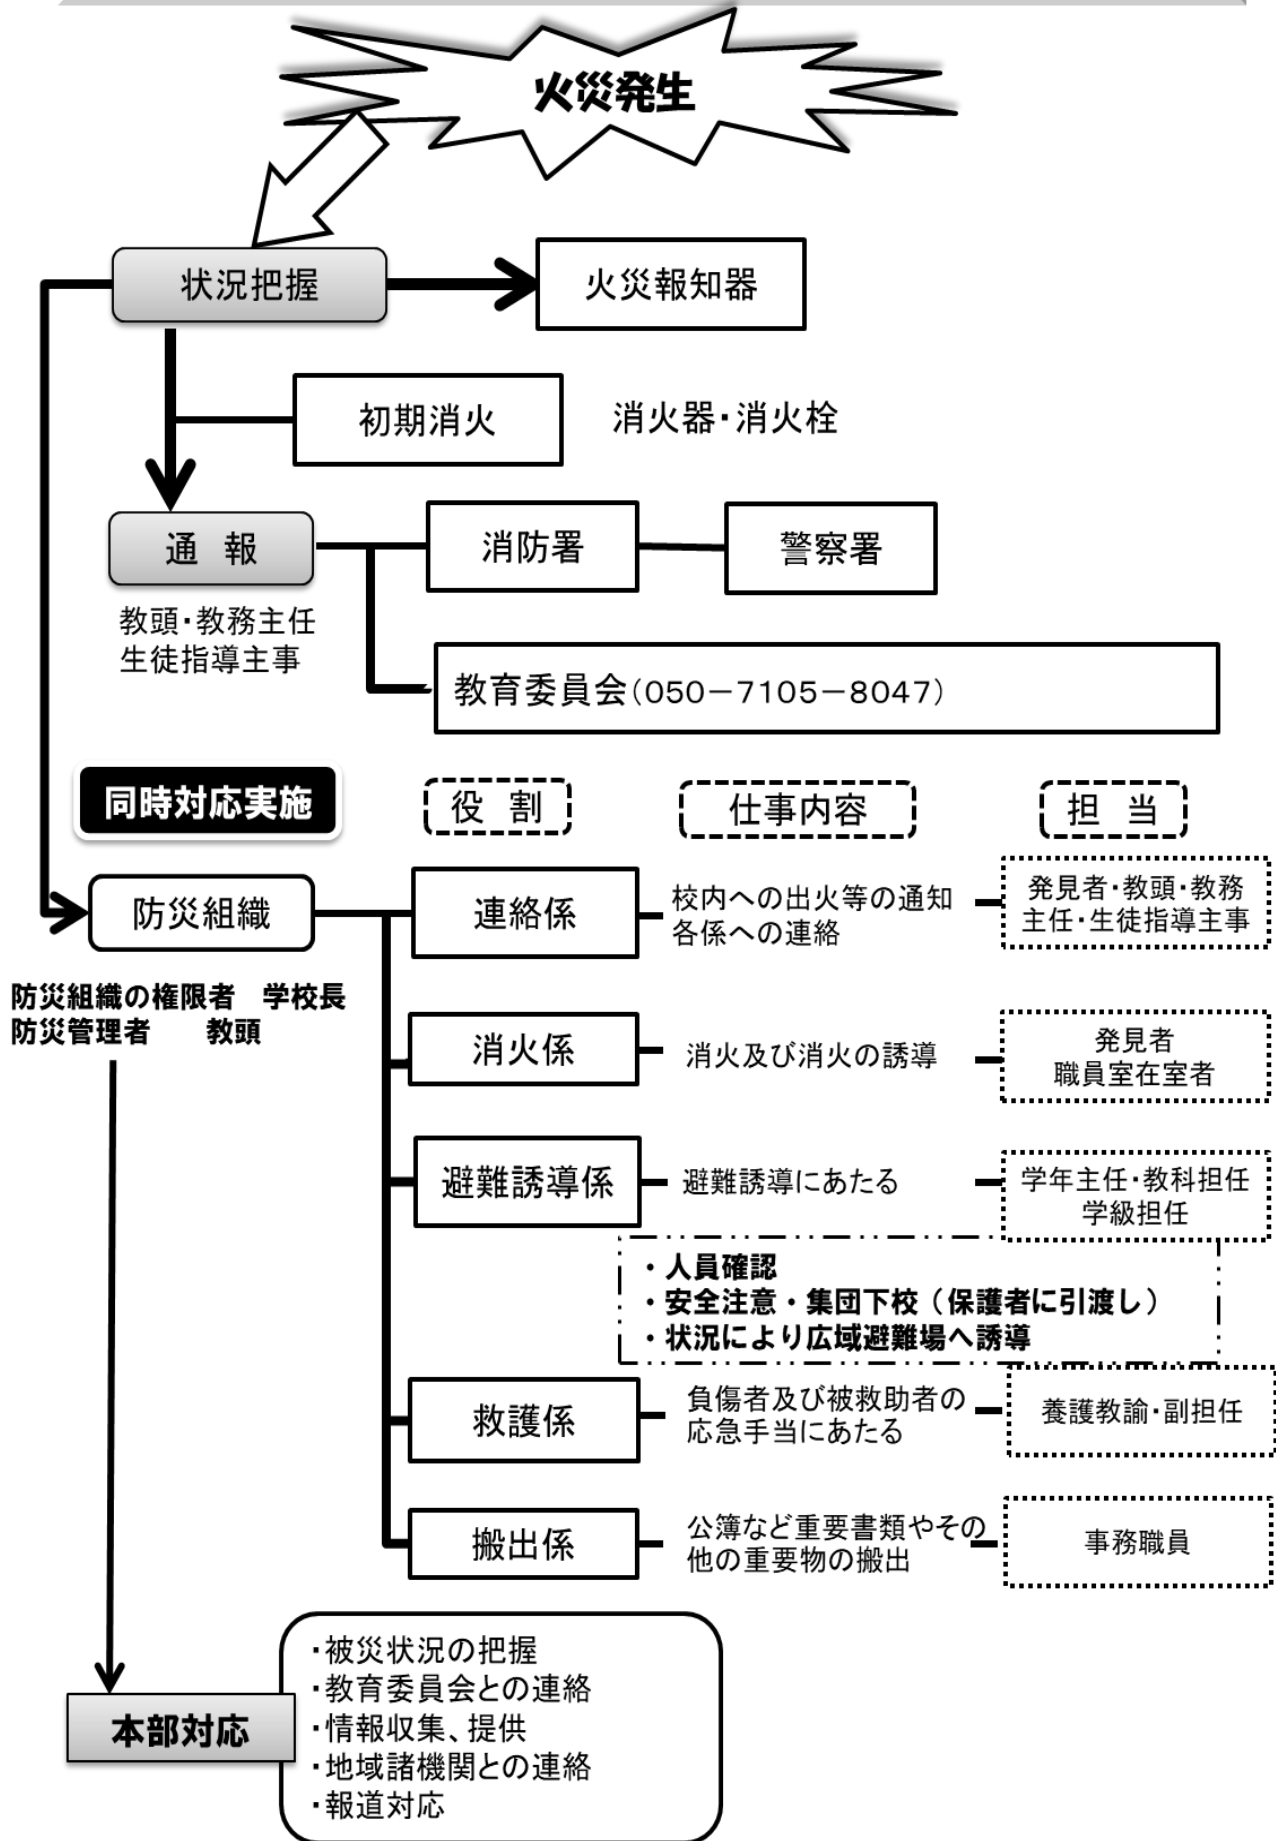 火災発生
状況把握
火災報知器
初期消火
消火器・消火栓
通 報
消防署
警察署
教頭・教務主任
生徒指導主事
教育委員会（050－7105－8047）
同時対応実施
役 割
仕事内容
担 当
防災組織
連絡係
校内への出火等の通知
各係への連絡
発見者・教頭・教務
主任・生徒指導主事
防災組織の権限者 学校長
防災管理者 教頭
消火係
消火及び消火の誘導
発見者
職員室在室者
避難誘導係
避難誘導にあたる
学年主任・教科担任
学級担任
・人員確認
・安全注意・集団下校（保護者に引渡し）
・状況により広域避難場へ誘導
救護係
負傷者及び被救助者の
応急手当にあたる
養護教諭・副担任
搬出係
公簿など重要書類やその
他の重要物の搬出
事務職員
本部対応
・被災状況の把握
・教育委員会との連絡
・情報収集、提供
・地域諸機関との連絡
・報道対応